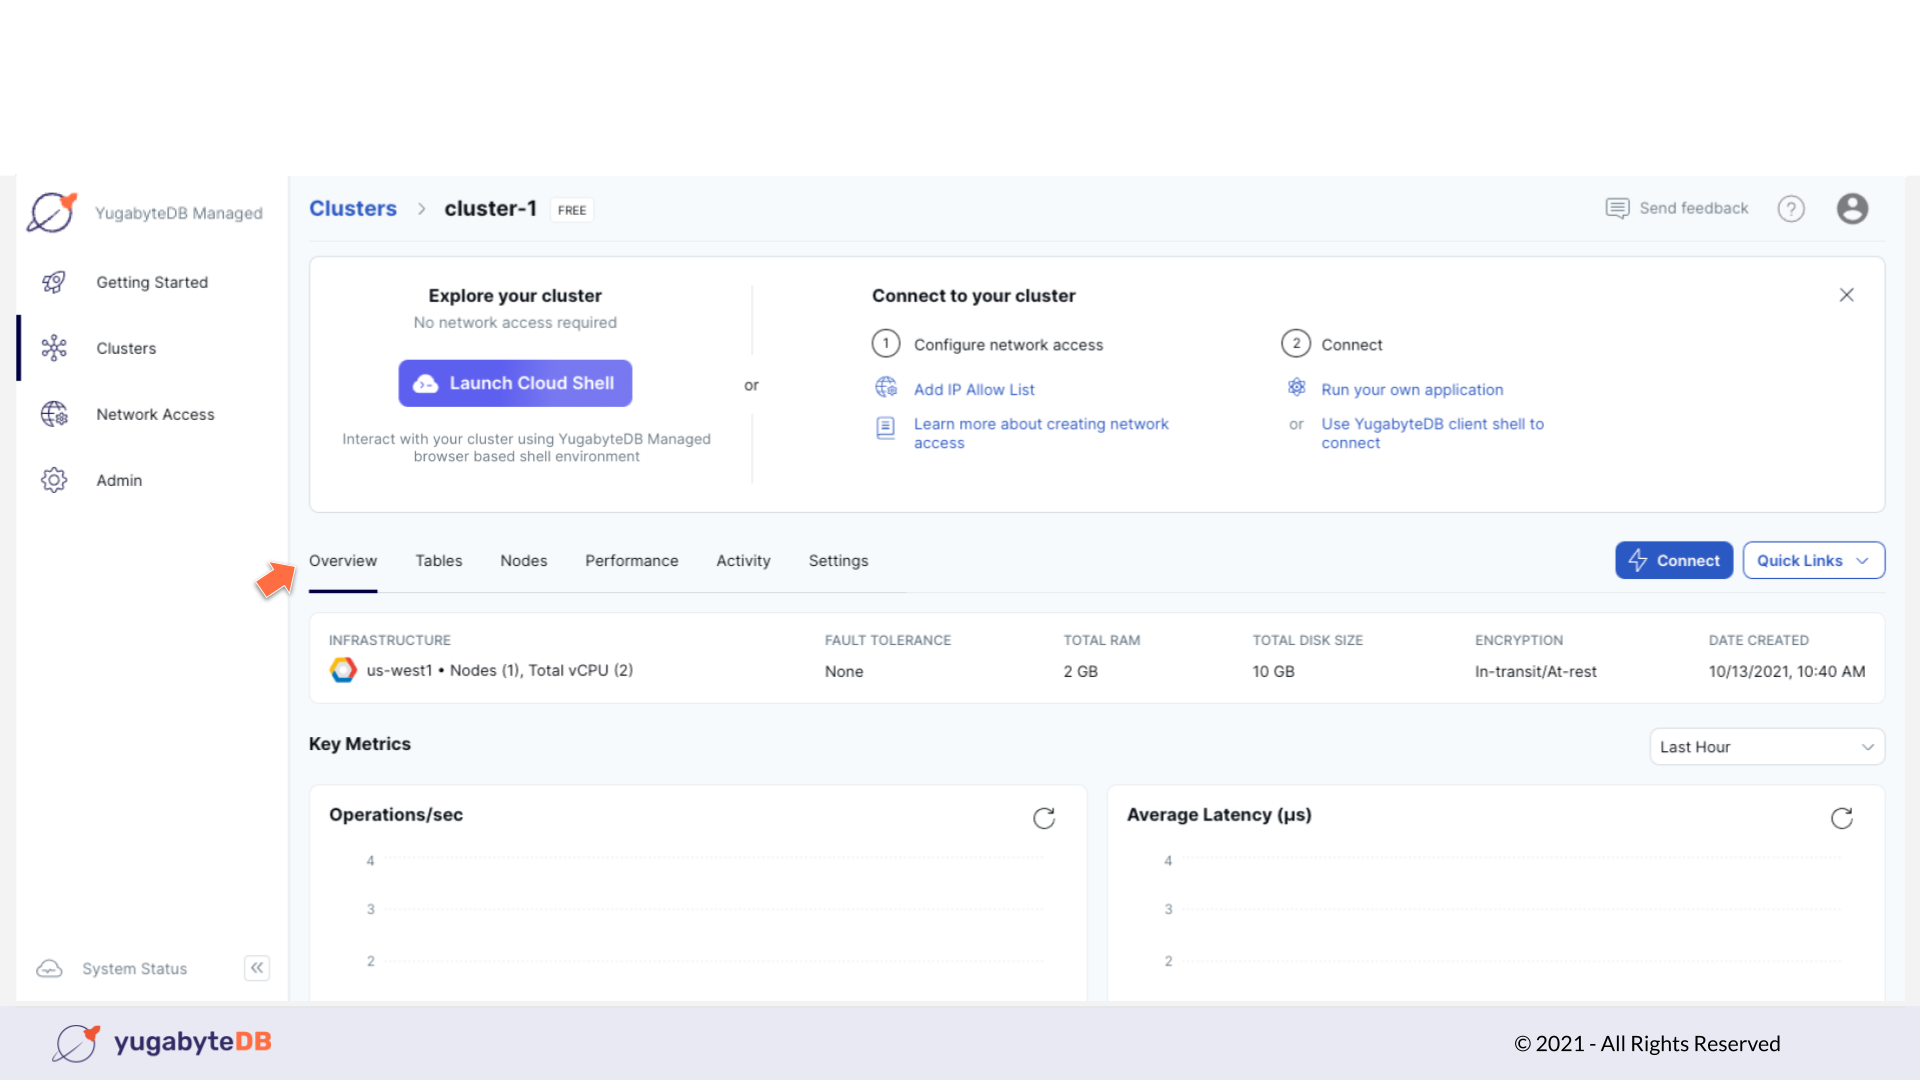 YugabyteDB Managed
Getting Started
Clusters
Network Access
Admin
System Status
Clusters > cluster-1 FREE
Send feedback ?
Explore your cluster
No network access required
Launch Cloud Shell
Interact with your cluster using YugabyteDB Managed
browser based shell environment
or
Connect to your cluster
1 Configure network access
Add IP Allow List
Learn more about creating network
access
2 Connect
Run your own application
or Use YugabyteDB client shell to
connect
Overview Tables Nodes Performance Activity Settings
Connect Quick Links
INFRASTRUCTURE
us-west1 • Nodes (1), Total vCPU (2)
FAULT TOLERANCE
None
TOTAL RAM
2 GB
TOTAL DISK SIZE
10 GB
ENCRYPTION
In-transit/At-rest
DATE CREATED
10/13/2021, 10:40 AM
Key Metrics
Last Hour
Operations/sec
4
3
2
Average Latency (µs)
4
3
2
yugabyteDB
© 2021 - All Rights Reserved